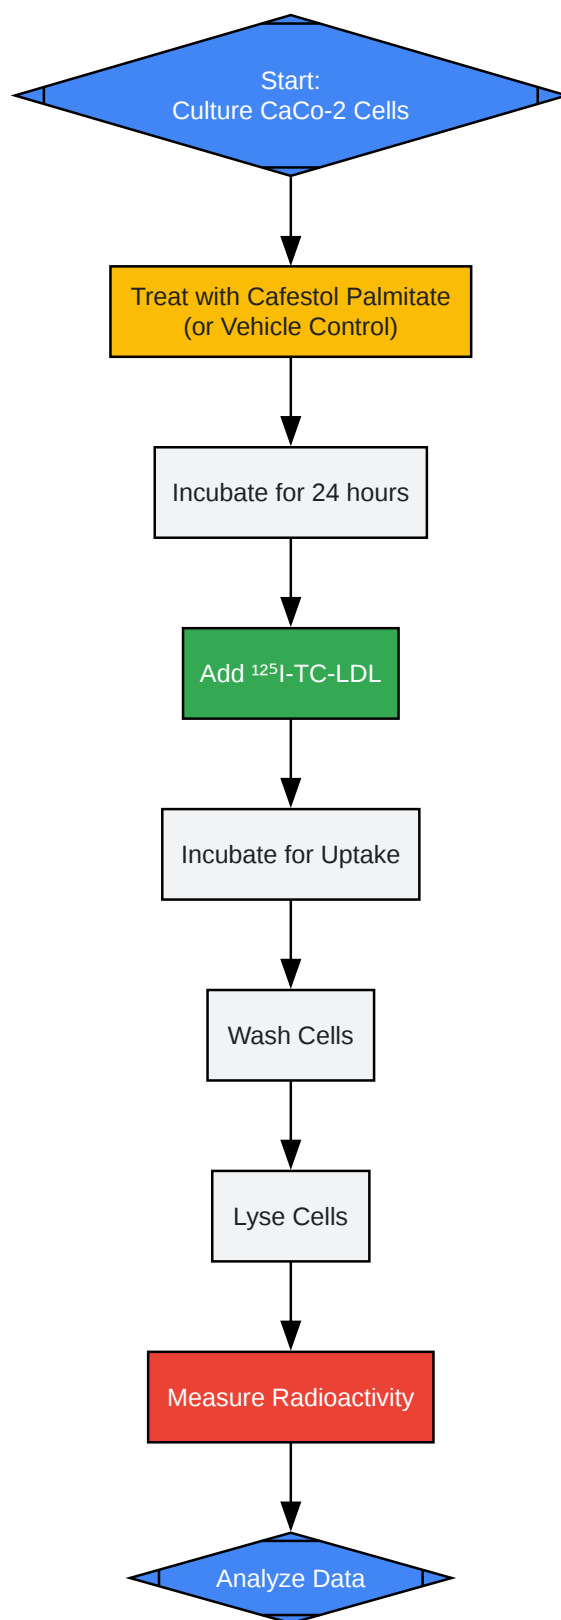 Start:
Culture CaCo-2 Cells
Treat with Cafestol Palmitate
(or Vehicle Control)
Incubate for 24 hours
Add ¹²⁵I-TC-LDL
Incubate for Uptake
Wash Cells
Lyse Cells
Measure Radioactivity
Analyze Data